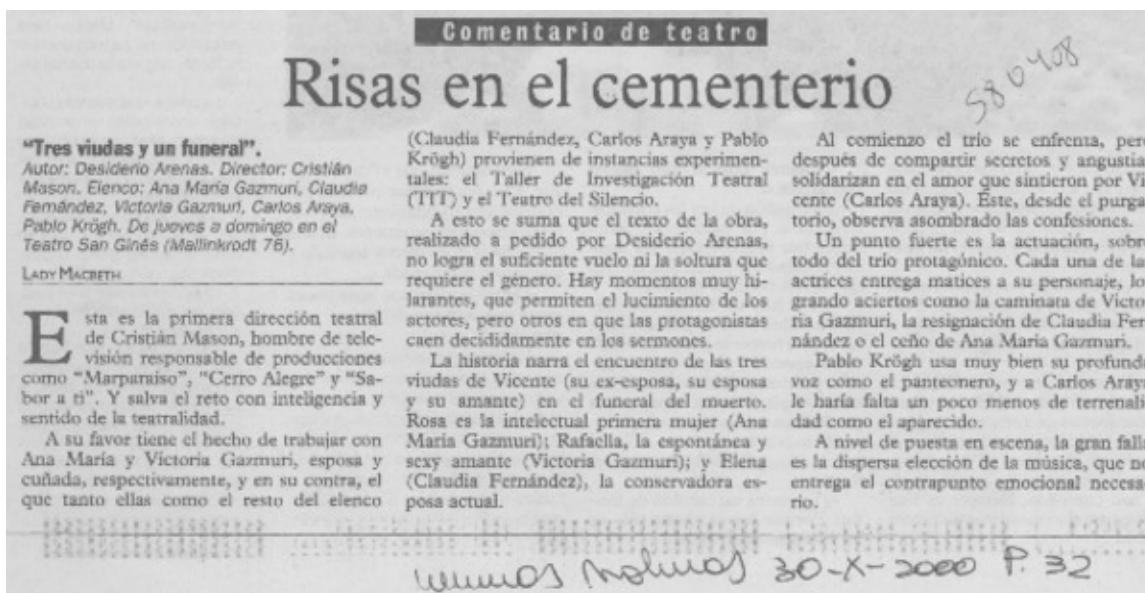 Comentario de teatro
Risas en el cementerio
580408
“Tres viudas y un funeral”.
Autor: Desiderio Arenas. Director: Cristián
Mason. Elenco: Ana María Gazmuri, Claudia
Fernández, Victoria Gazmuri, Carlos Araya,
Pablo Krögh. De jueves a domingo en el
Teatro San Ginés (Mallinkrodt 76).
LADY MACBETH
Esta es la primera dirección teatral
de Cristián Mason, hombre de tele-
visión responsable de producciones
como “Marparaíso”, “Cerro Alegre” y “Sa-
bor a ti”. Y salva el reto con inteligencia y
sentido de la teatralidad.
A su favor tiene el hecho de trabajar con
Ana María y Victoria Gazmuri, esposa y
cuñada, respectivamente, y en su contra, el
que tanto ellas como el resto del elenco
(Claudia Fernández, Carlos Araya y Pablo
Krögh) provienen de instancias experimen-
tales: el Taller de Investigación Teatral
(TTT) y el Teatro del Silencio.
A esto se suma que el texto de la obra,
realizado a pedido por Desiderio Arenas,
no logra el suficiente vuelo ni la soltura que
requiere el género. Hay momentos muy hi-
larantes, que permiten el lucimiento de los
actores, pero otros en que las protagonistas
caen decididamente en los sermones.
La historia narra el encuentro de las tres
viudas de Vicente (su ex-esposa, su esposa
y su amante) en el funeral del muerto.
Rosa es la intelectual primera mujer (Ana
María Gazmuri); Rafaella, la espontánea y
sexy amante (Victoria Gazmuri); y Elena
(Claudia Fernández), la conservadora es-
posa actual.
Al comienzo el trío se enfrenta, pero
después de compartir secretos y angustia
solidarizan en el amor que sintieron por Vi
cente (Carlos Araya). Éste, desde el purga
torio, observa asombrado las confesiones.
Un punto fuerte es la actuación, sobre
todo del trío protagónico. Cada una de la
actrices entrega matices a su personaje, lo
grando aciertos como la caminata de Victo
ria Gazmuri, la resignación de Claudia Fer
nández o el ceño de Ana María Gazmuri.
Pablo Krögh usa muy bien su profunda
voz como el panteonero, y a Carlos Araya
le haría falta un poco menos de terrenali
dad como el aparecido.
A nivel de puesta en escena, la gran falla
es la dispersa elección de la música, que no
entrega el contrapunto emocional necesa
rio.
30-X-2000 P. 32